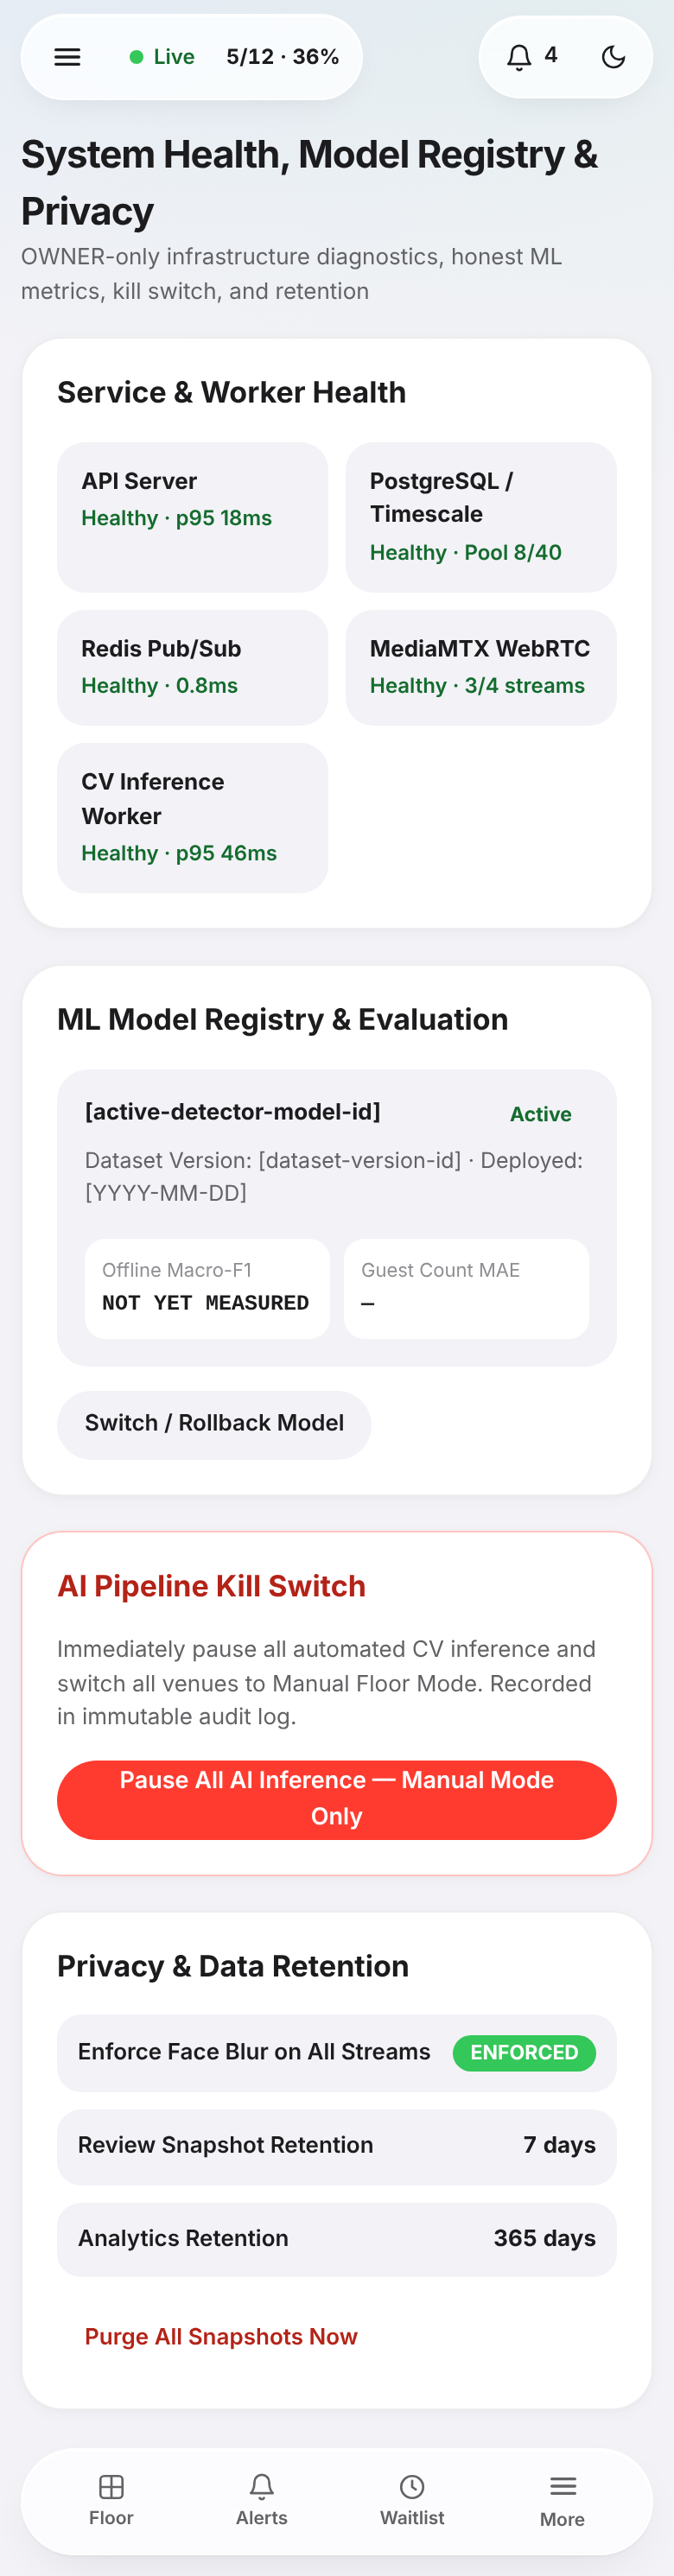 Live 5/12 · 36%
4
System Health, Model Registry &
Privacy
OWNER-only infrastructure diagnostics, honest ML
metrics, kill switch, and retention
Service & Worker Health
API Server
Healthy · p95 18ms
PostgreSQL /
Timescale
Healthy · Pool 8/40
Redis Pub/Sub
Healthy · 0.8ms
MediaMTX WebRTC
Healthy · 3/4 streams
CV Inference
Worker
Healthy · p95 46ms
ML Model Registry & Evaluation
[active-detector-model-id]
Active
Dataset Version: [dataset-version-id] · Deployed:
[YYYY-MM-DD]
Offline Macro-F1
NOT YET MEASURED
Guest Count MAE
—
Switch / Rollback Model
AI Pipeline Kill Switch
Immediately pause all automated CV inference and
switch all venues to Manual Floor Mode. Recorded
in immutable audit log.
Pause All AI Inference — Manual Mode
Only
Privacy & Data Retention
Enforce Face Blur on All Streams ENFORCED
Review Snapshot Retention 7 days
Analytics Retention 365 days
Purge All Snapshots Now
Floor Alerts Waitlist More